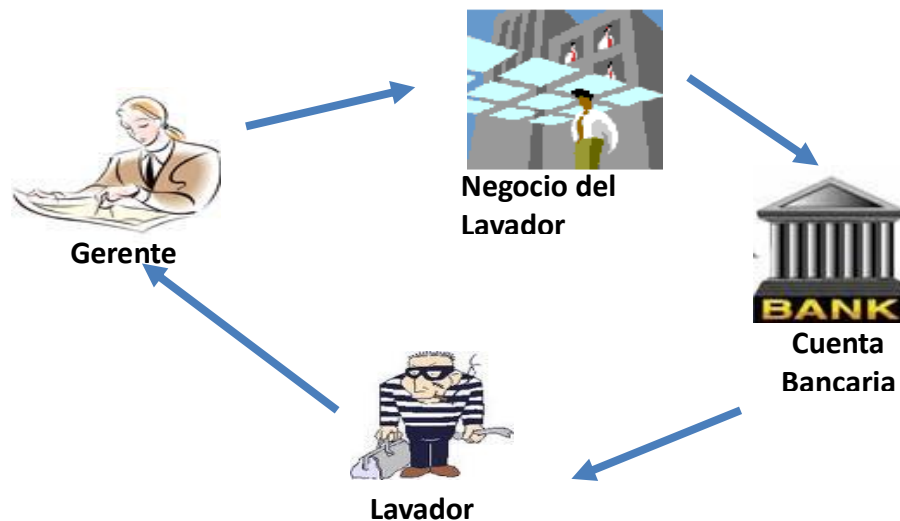 Negocio del
Lavador
Gerente
BANK
Cuenta
Bancaria
Lavador